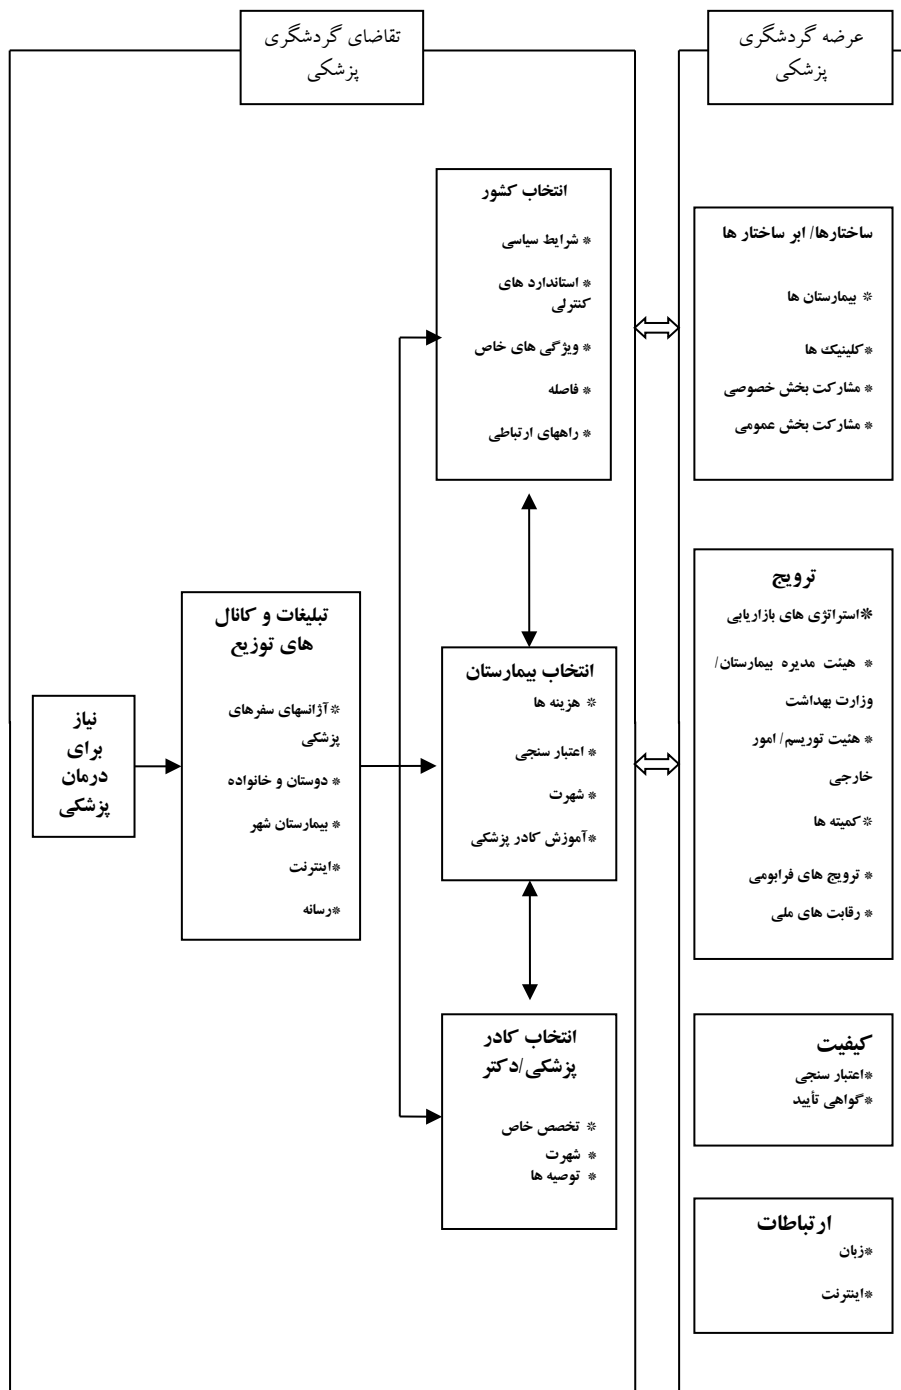 عرضه گردشگری
پزشکی
ساختارها/ ابر ساختار ها
* بیمارستان ها
* کلینیک ها
* مشارکت بخش خصوصی
* مشارکت بخش عمومی
ترویج
*استراتژی های بازاریابی
* هیئت مدیره بیمارستان/
وزارت بهداشت
* هئیت توریسم/ امور
خارجی
* کمیته ها
* ترویج های فرابومی
* رقابت های ملی
کیفیت
*اعتبار سنجی
*گواهی تأیید
ارتباطات
*زبان
*اینترنت
تقاضای گردشگری
پزشکی
انتخاب کشور
* شرایط سیاسی
* استاندارد های
کنترلی
* ویژگی های خاص
* فاصله
* راههای ارتباطی
انتخاب بیمارستان
* هزینه ها
* اعتبار سنجی
* شهرت
*آموزش کادر پزشکی
انتخاب کادر
پزشکی/دکتر
* تخصص خاص
* شهرت
* توصیه ها
تبلیغات و کانال
های توزیع
*آژانسهای سفرهای
پزشکی
* دوستان و خانواده
* بیمارستان شهر
*اینترنت
*رسانه
نیاز
برای
درمان
پزشکی